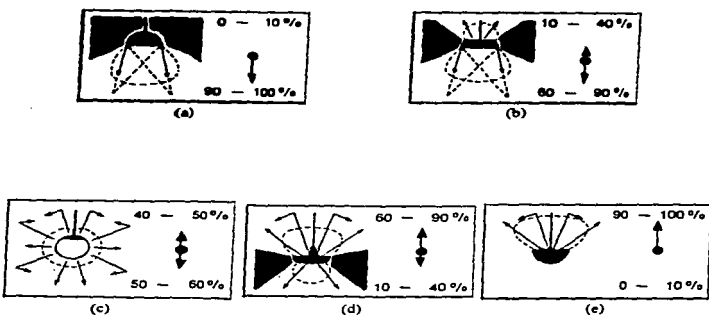 0 — 10%
90 — 100%
(a)
10 — 40%
60 — 90%
(b)
40 — 50%
50 — 60%
(c)
60 — 90%
10 — 40%
(d)
90 — 100%
0 — 10%
(e)